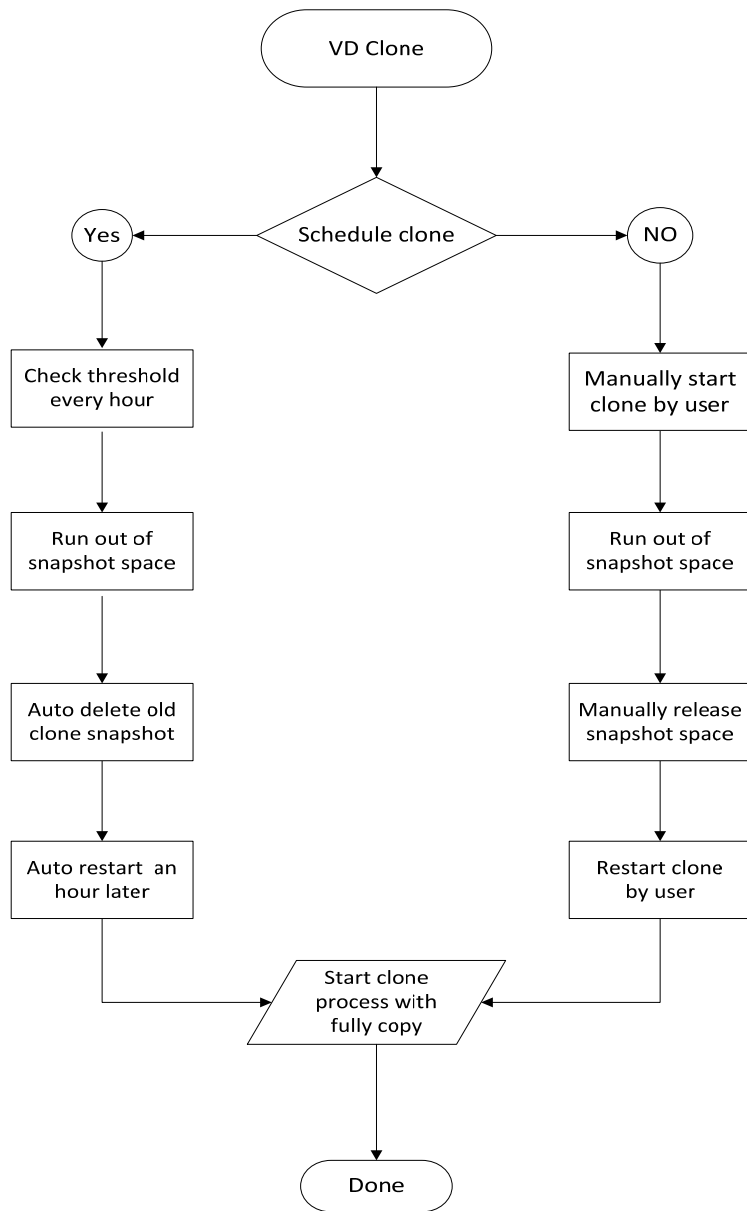 VD Clone
Schedule clone
Yes
NO
Check threshold
every hour
Manually start
clone by user
Run out of
snapshot space
Run out of
snapshot space
Auto delete old
clone snapshot
Manually release
snapshot space
Auto restart an
hour later
Restart clone
by user
Start clone
process with
fully copy
Done